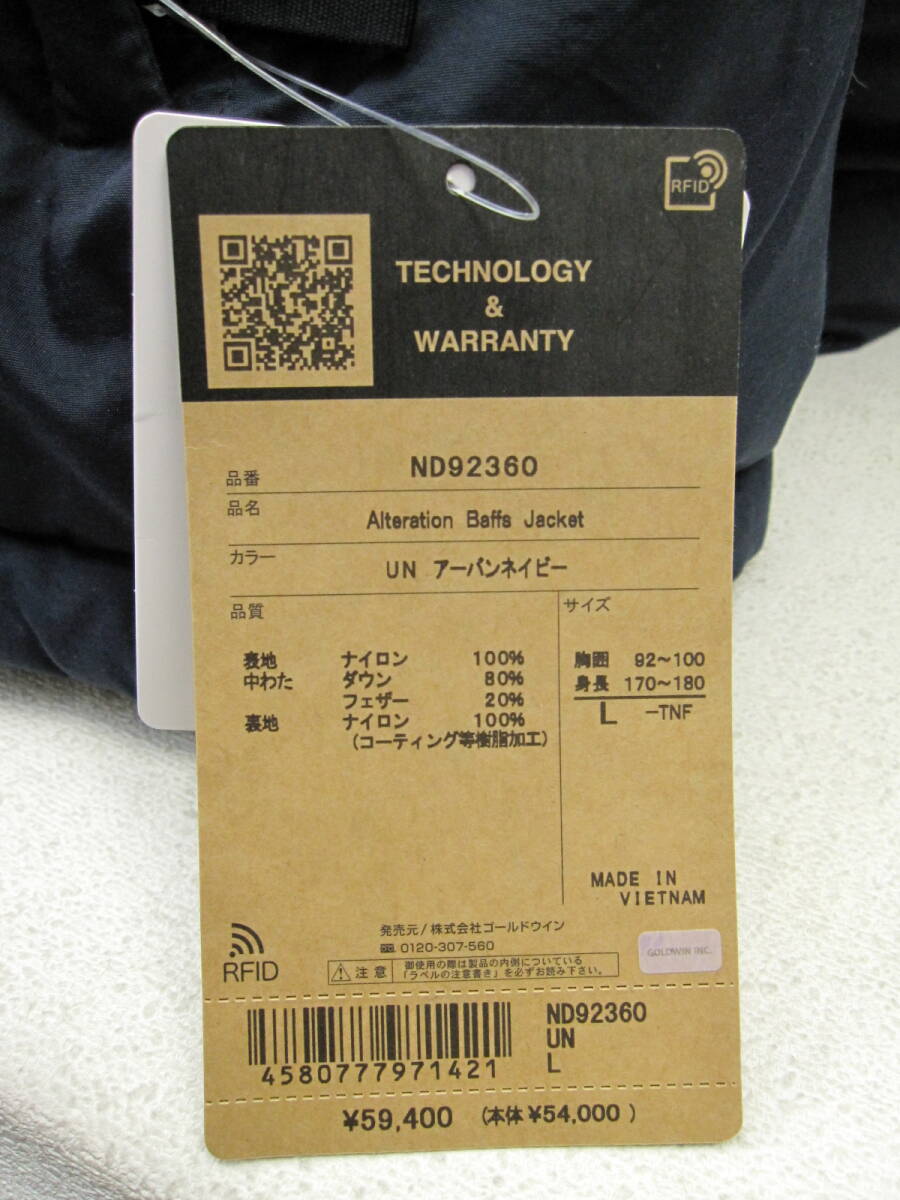 RFID
TECHNOLOGY
&
WARRANTY
品番 ND92360
品名 Alteration Baffs Jacket
カラー UN アーバンネイビー
品質
表地 ナイロン 100%
中わた ダウン 80%
フェザー 20%
裏地 ナイロン 100%
(コーティング等樹脂加工)
サイズ
胸囲 92~100
身長 170~180
L -TNF
MADE IN
VIETNAM
発売元/株式会社ゴールドウイン
0120-307-560
注意 御使用の際は製品の内側についている
「ラベルの注意書き」を必ずお読み下さい。
RFID
GOLDWIN INC.
4580777971421
ND92360
UN
L
¥59,400 (本体¥54,000)